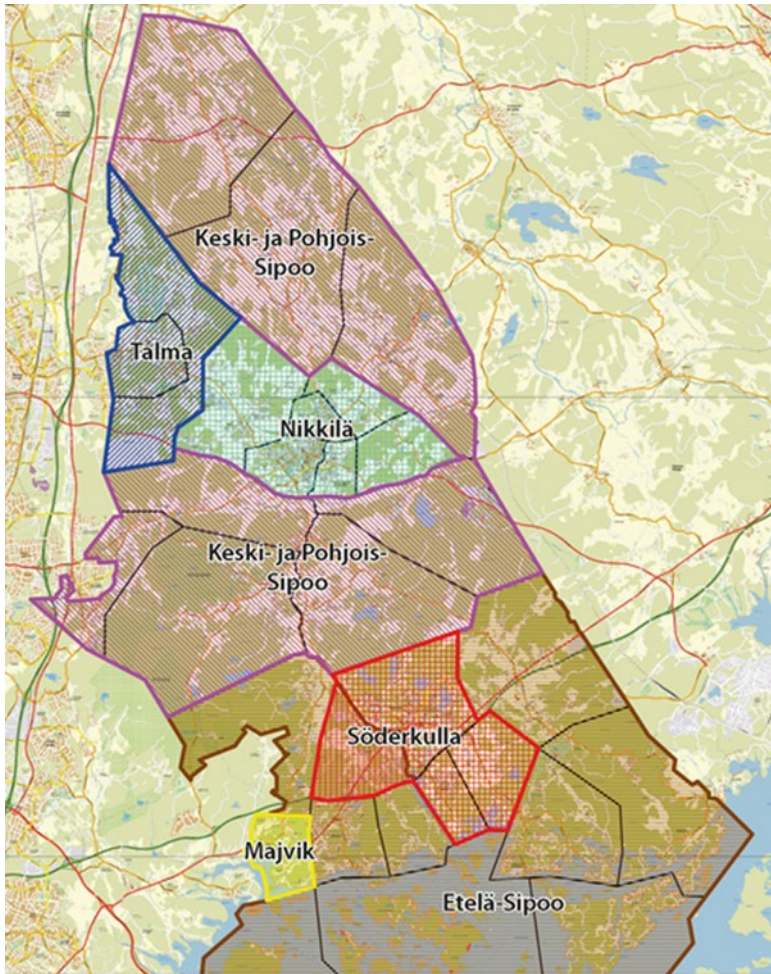 Keski- ja Pohjois-
Sipoo
Talma
Nikkilä
Keski- ja Pohjois-
Sipoo
Söderkulla
Majvik
Etelä-Sipoo